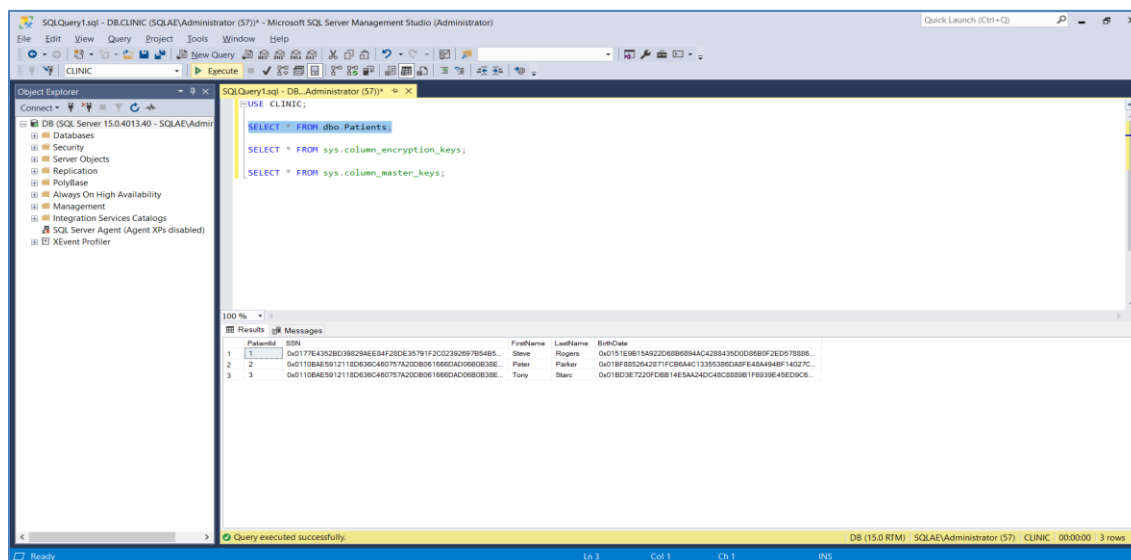 SQLQuery1.sql - DB.CLINIC (SQLAE\Administrator (57))* - Microsoft SQL Server Management Studio (Administrator)
Quick Launch (Ctrl+Q)
File Edit View Query Project Tools Window Help
New Query
CLINIC
Execute
Object Explorer
SQLQuery1.sql - DB...Administrator (57))*
Connect
DB (SQL Server 15.0.4013.40 - SQLAE\Admir
Databases
Security
Server Objects
Replication
PolyBase
Always On High Availability
Management
Integration Services Catalogs
SQL Server Agent (Agent XPs disabled)
XEvent Profiler
USE CLINIC;
SELECT * FROM dbo.Patients;
SELECT * FROM sys.column_encryption_keys;
SELECT * FROM sys.column_master_keys;
100 %
Results Messages
PatientId SSN FirstName LastName BirthDate
1 1 Steve Rogers
2 2 Peter Parker
3 3 Tony Starc
Query executed successfully.
DB (15.0 RTM) SQLAE\Administrator (57) CLINIC 00:00:00 3 rows
Ready Ln 3 Col 1 Ch 1 INS